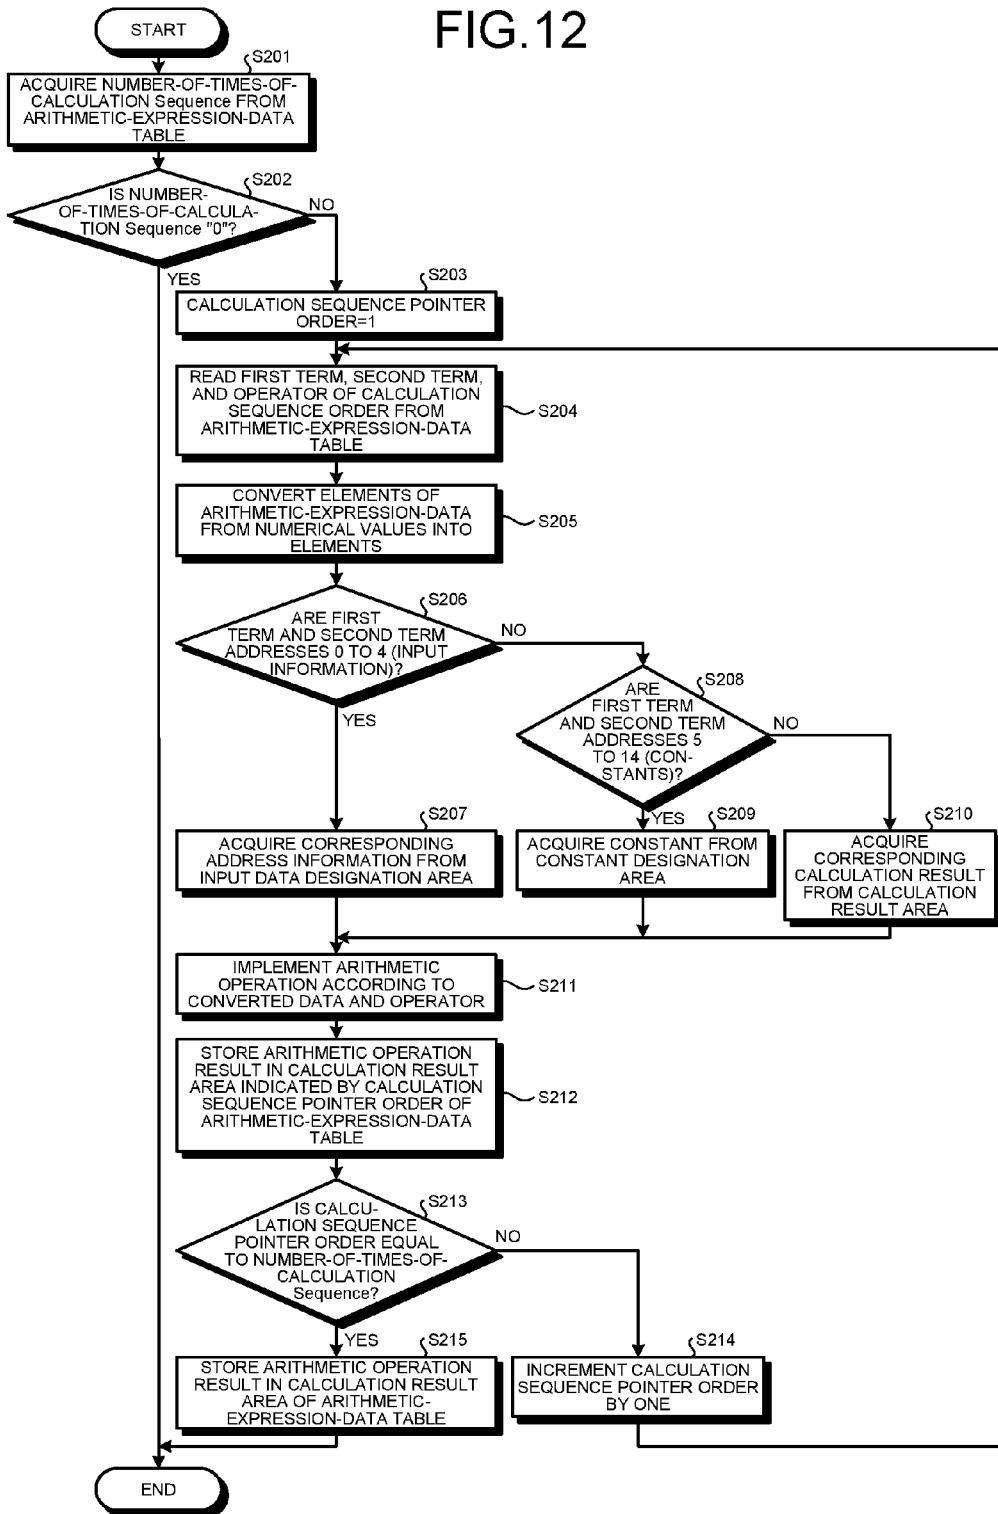 FIG.12
START
S201
ACQUIRE NUMBER-OF-TIMES-OF-
CALCULATION Sequence FROM
ARITHMETIC-EXPRESSION-DATA
TABLE
S202
IS NUMBER-
OF-TIMES-OF-CALCULA-
TION Sequence "0"?
NO
YES
S203
CALCULATION SEQUENCE POINTER
ORDER=1
READ FIRST TERM, SECOND TERM,
AND OPERATOR OF CALCULATION
SEQUENCE ORDER FROM
ARITHMETIC-EXPRESSION-DATA
TABLE
S204
CONVERT ELEMENTS OF
ARITHMETIC-EXPRESSION-DATA
FROM NUMERICAL VALUES INTO
ELEMENTS
S205
S206
ARE FIRST
TERM AND SECOND TERM
ADDRESSES 0 TO 4 (INPUT
INFORMATION)?
NO
YES
S208
ARE
FIRST TERM
AND SECOND TERM
ADDRESSES 5
TO 14 (CON-
STANTS)?
NO
YES
S207
ACQUIRE CORRESPONDING
ADDRESS INFORMATION FROM
INPUT DATA DESIGNATION AREA
S209
ACQUIRE CONSTANT FROM
CONSTANT DESIGNATION
AREA
S210
ACQUIRE
CORRESPONDING
CALCULATION RESULT
FROM CALCULATION
RESULT AREA
IMPLEMENT ARITHMETIC
OPERATION ACCORDING TO
CONVERTED DATA AND OPERATOR
S211
STORE ARITHMETIC OPERATION
RESULT IN CALCULATION RESULT
AREA INDICATED BY CALCULATION
SEQUENCE POINTER ORDER OF
ARITHMETIC-EXPRESSION-DATA
TABLE
S212
S213
IS CALCU-
LATION SEQUENCE
POINTER ORDER EQUAL
TO NUMBER-OF-TIMES-OF-
CALCULATION
Sequence?
NO
YES
S215
STORE ARITHMETIC OPERATION
RESULT IN CALCULATION RESULT
AREA OF ARITHMETIC-
EXPRESSION-DATA TABLE
S214
INCREMENT CALCULATION
SEQUENCE POINTER ORDER
BY ONE
END